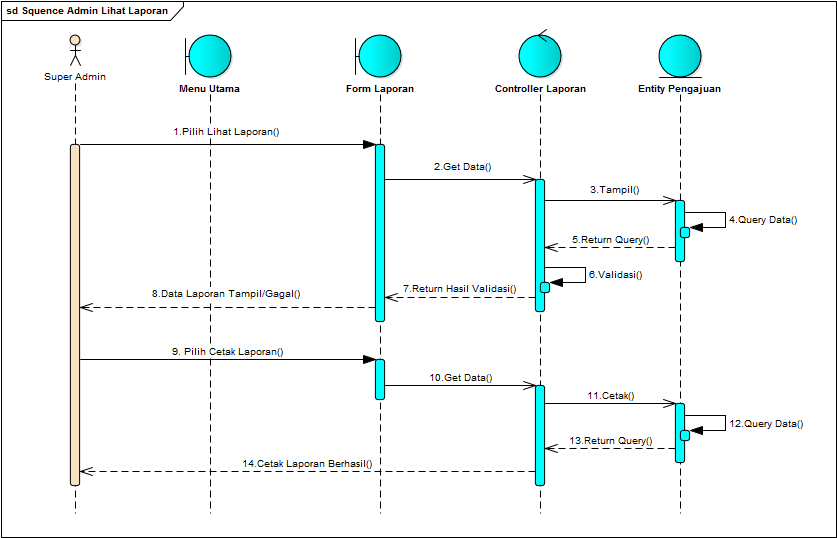 sd Squence Admin Lihat Laporan
Super Admin
Menu Utama
Form Laporan
Controller Laporan
Entity Pengajuan
1.Pilih Lihat Laporan()
2.Get Data()
3.Tampil()
4.Query Data()
5.Return Query()
6.Validasi()
7.Return Hasil Validasi()
8.Data Laporan Tampil/Gagal()
9. Pilih Cetak Laporan()
10.Get Data()
11.Cetak()
12.Query Data()
13.Return Query()
14.Cetak Laporan Berhasil()